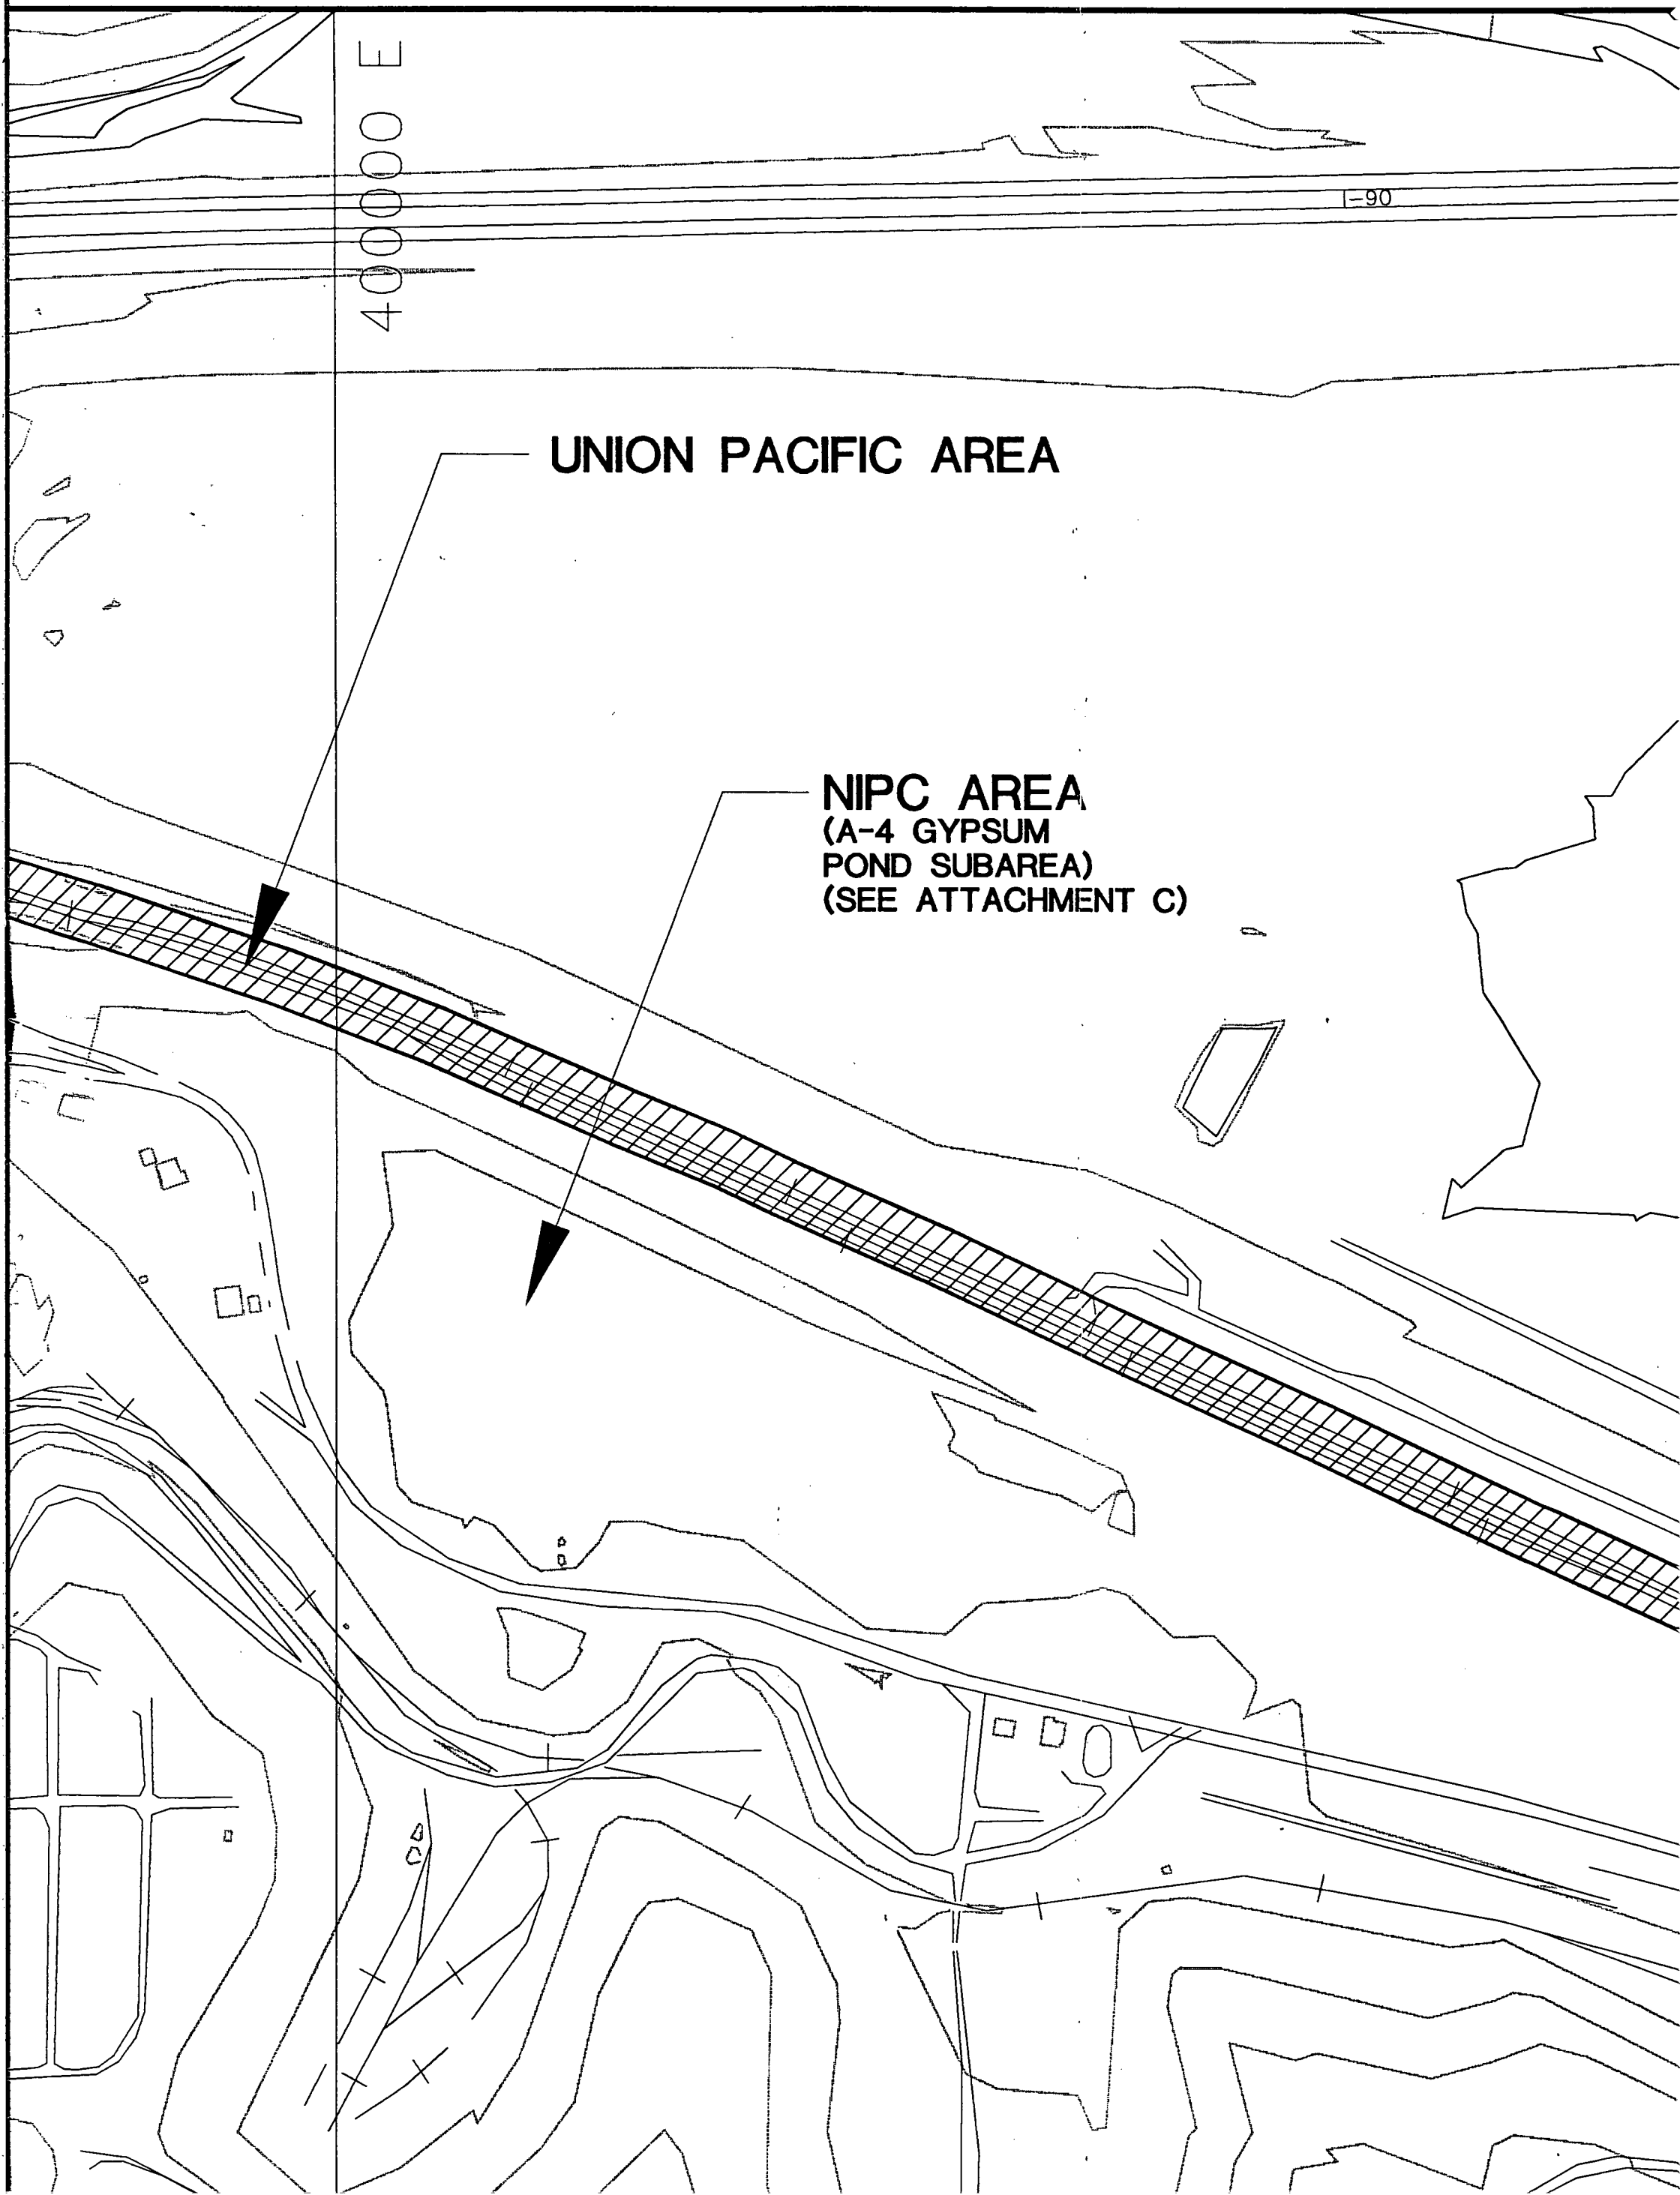 400000 E
I-90
UNION PACIFIC AREA
NIPC AREA
(A-4 GYPSUM
POND SUBAREA)
(SEE ATTACHMENT C)